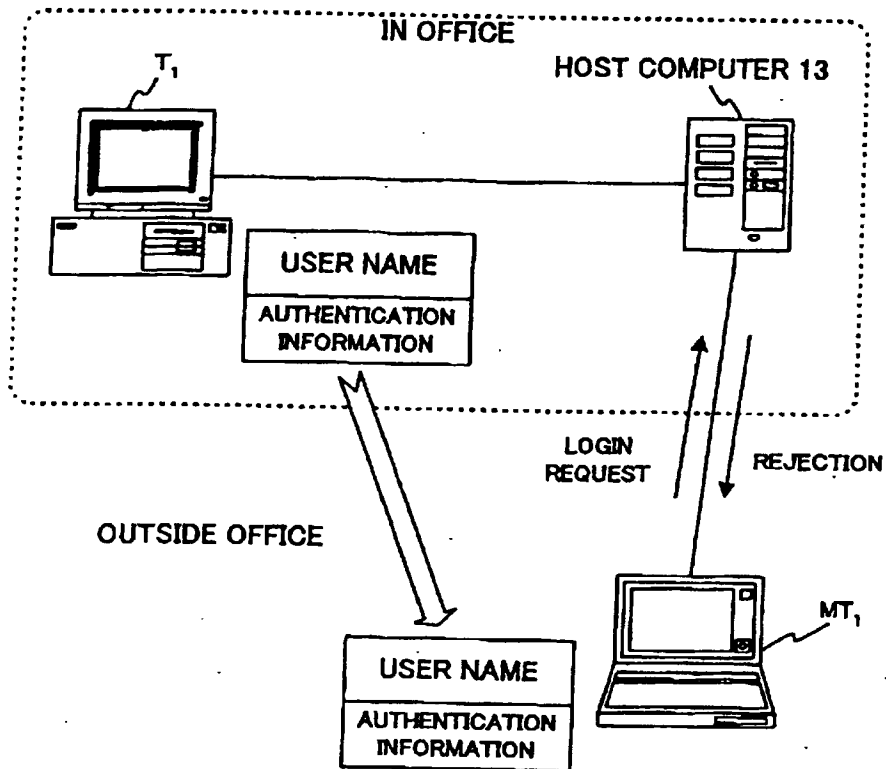 IN OFFICE
T₁
HOST COMPUTER 13
USER NAME
AUTHENTICATION
INFORMATION
LOGIN
REQUEST
REJECTION
OUTSIDE OFFICE
MT₁
USER NAME
AUTHENTICATION
INFORMATION